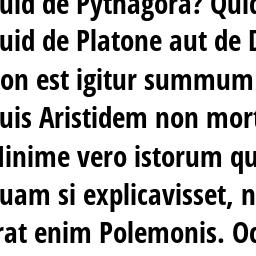 uid de Pythagora? Quid
uid de Platone aut de D
on est igitur summum
uis Aristidem non mort
inime vero istorum qu
uam si explicavisset, n
rat enim Polemonis. Oc